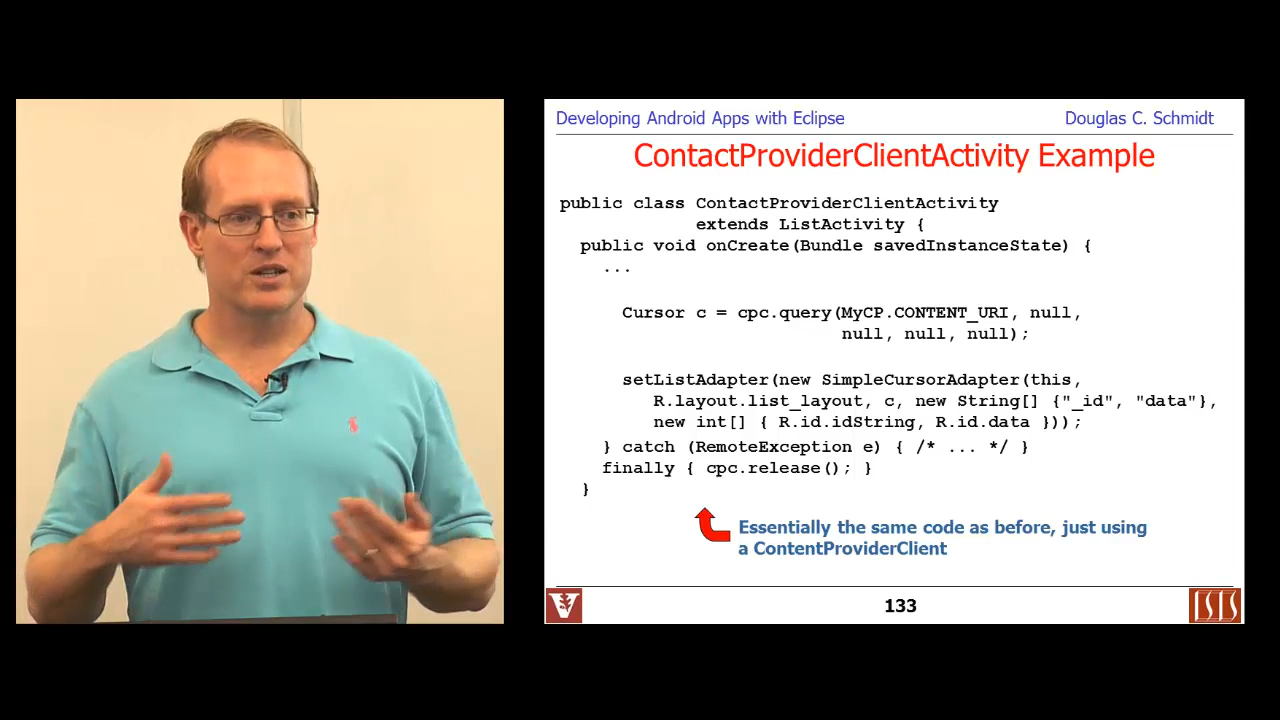 Developing Android Apps with Eclipse Douglas C. Schmidt
ContactProviderClientActivity Example
public class ContactProviderClientActivity
extends ListActivity {
public void onCreate(Bundle savedInstanceState) {
...
Cursor c = cpc.query(MyCP.CONTENT_URI, null,
null, null, null);
setListAdapter(new SimpleCursorAdapter(this,
R.layout.list_layout, c, new String[] {"_id", "data"},
new int[] { R.id.idString, R.id.data }));
} catch (RemoteException e) { /* ... */ }
finally { cpc.release(); }
}
Essentially the same code as before, just using
a ContentProviderClient
V 133 ISIS